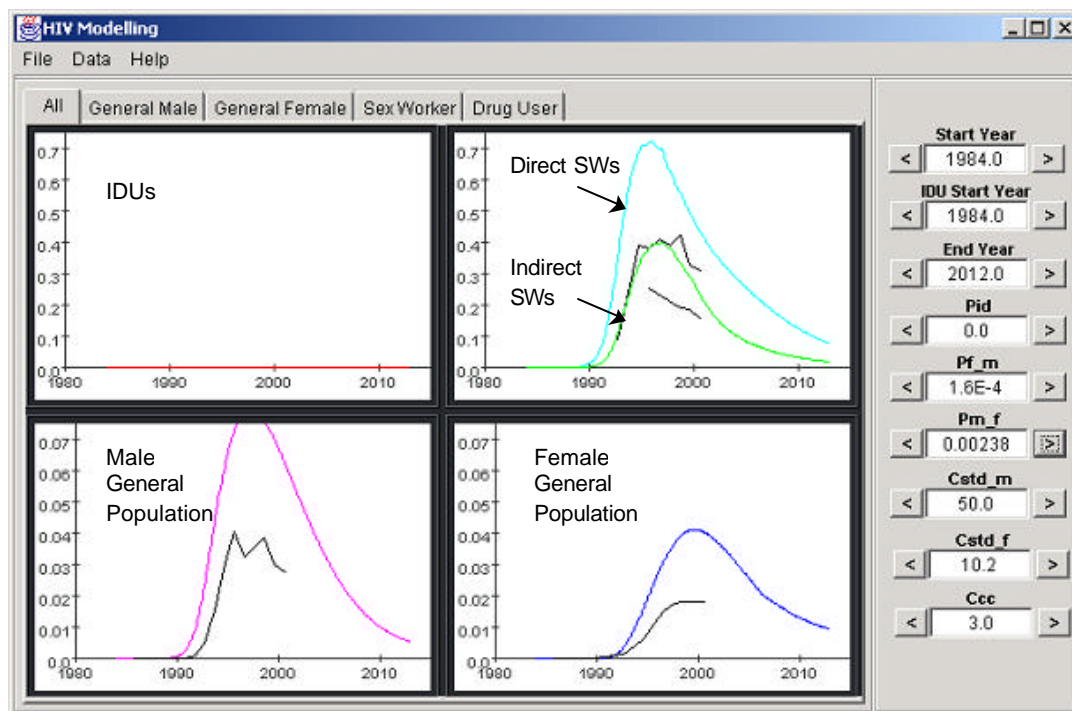 HIV Modelling
File Data Help
All General Male General Female Sex Worker Drug User
0.7
0.6
0.5
0.4
0.3
0.2
0.1
0.0
1980 1990 2000 2010
IDUs
0.7
0.6
0.5
0.4
0.3
0.2
0.1
0.0
1980 1990 2000 2010
Direct SWs
Indirect
SWs
0.07
0.06
0.05
0.04
0.03
0.02
0.01
0.0
1980 1990 2000 2010
Male
General
Population
0.07
0.06
0.05
0.04
0.03
0.02
0.01
0.0
1980 1990 2000 2010
Female
General
Population
Start Year
< 1984.0 >
IDU Start Year
< 1984.0 >
End Year
< 2012.0 >
Pid
< 0.0 >
Pf_m
< 1.6E-4 >
Pm_f
< 0.00238 >
Cstd_m
< 50.0 >
Cstd_f
< 10.2 >
Ccc
< 3.0 >